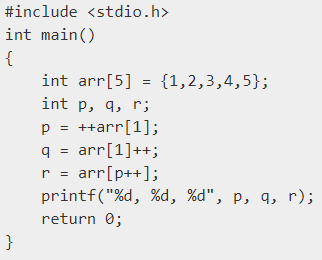 #include <stdio.h>
int main()
{
    int arr[5] = {1,2,3,4,5};
    int p, q, r;
    p = ++arr[1];
    q = arr[1]++;
    r = arr[p++];
    printf("%d, %d, %d", p, q, r);
    return 0;
}